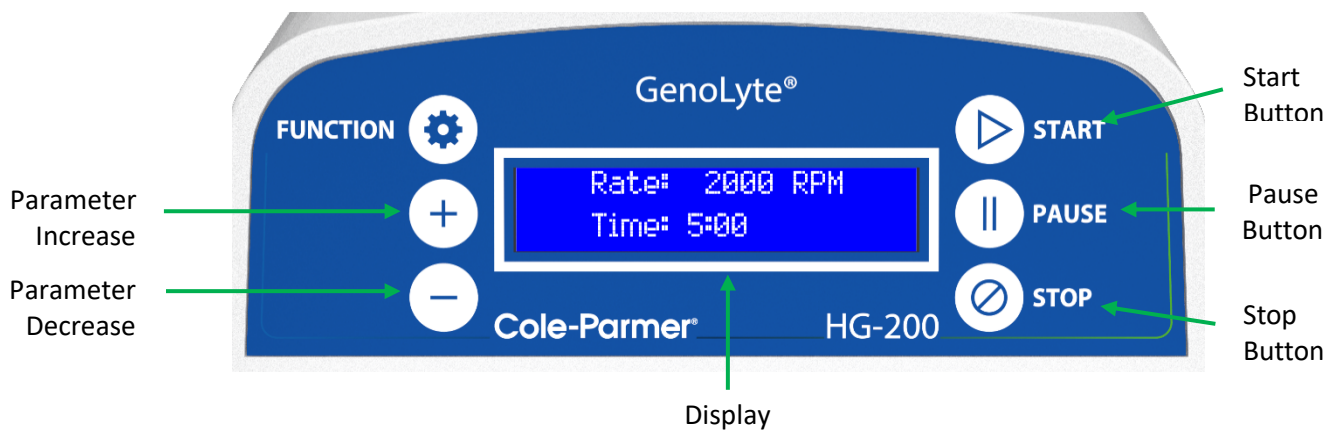 GenoLyte®
FUNCTION
START
Start
Button
Rate: 2000 RPM
Time: 5:00
Parameter
Increase
PAUSE
Pause
Button
Parameter
Decrease
STOP
Stop
Button
Cole-Parmer®
HG-200
Display